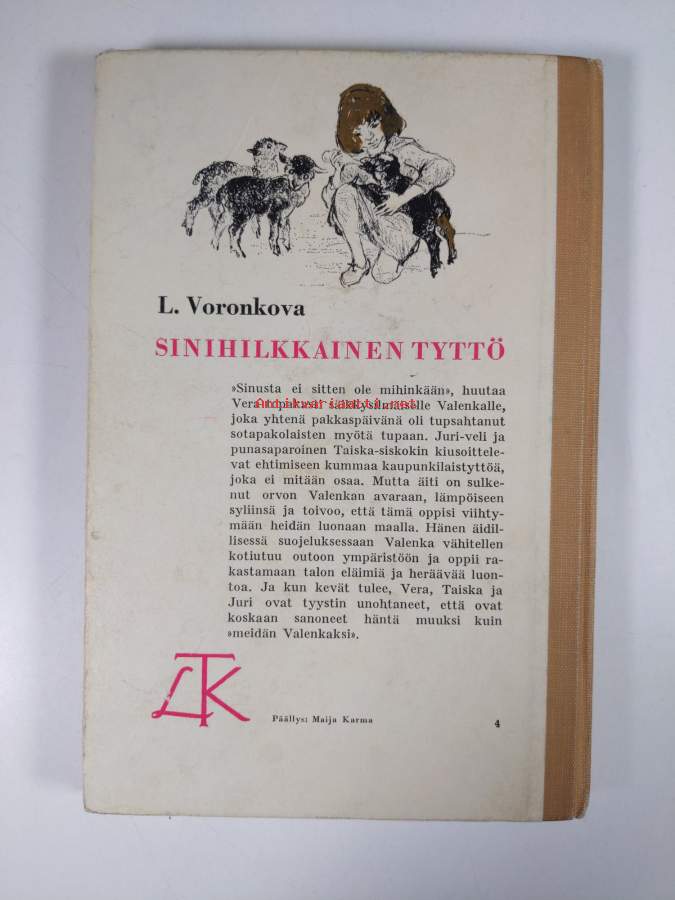 L. Voronkova
SINIHILKKAINEN TYTTÖ
»Sinusta ei sitten ole mihinkään», huutaa
Vera säikkysilmäiselle Valenkalle,
Antikvariaatti.net
joka yhtenä pakkaspäivänä oli tupsahtanut
sotapakolaisten myötä tupaan. Juri-veli ja
punasaparoinen Taiska-siskokin kiusoittele-
vat ehtimiseen kummaa kaupunkilaistyttöä,
joka ei mitään osaa. Mutta äiti on sulke-
nut orvon Valenkan avaraan, lämpöiseen
syliinsä ja toivoo, että tämä oppisi viihty-
mään heidän luonaan maalla. Hänen äidil-
lisessä suojeluksessaan Valenka vähitellen
kotiutuu outoon ympäristöön ja oppii ra-
kastamaan talon eläimiä ja heräävää luon-
toa. Ja kun kevät tulee, Vera, Taiska ja
Juri ovat tyystin unohtaneet, että ovat
koskaan sanoneet häntä muuksi kuin
»meidän Valenkaksi».
LTK
Päällys: Maija Karma
4